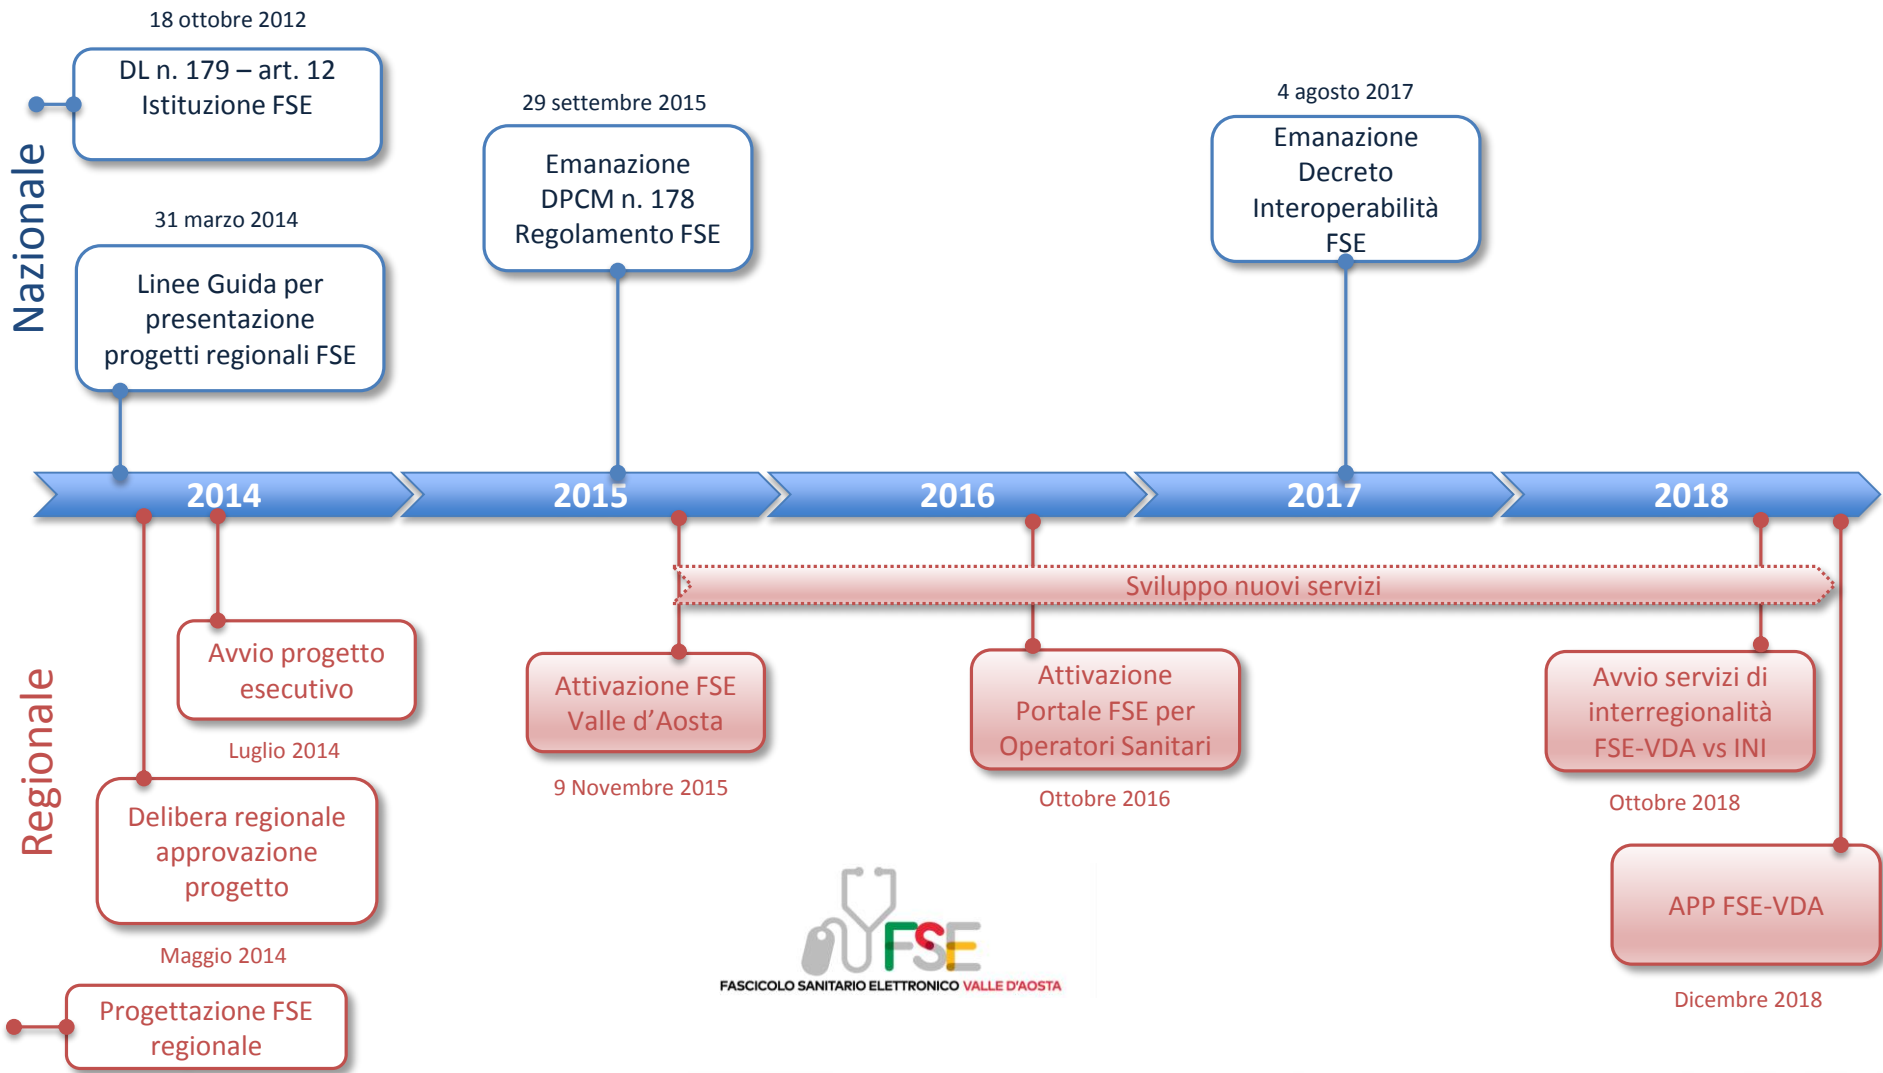 18 ottobre 2012
DL n. 179 – art. 12
Istituzione FSE
29 settembre 2015
Emanazione
DPCM n. 178
Regolamento FSE
4 agosto 2017
Emanazione
Decreto
Interoperabilità
FSE
Nazionale
31 marzo 2014
Linee Guida per
presentazione
progetti regionali FSE
2014
2015
2016
2017
2018
Sviluppo nuovi servizi
Regionale
Avvio progetto
esecutivo
Luglio 2014
Delibera regionale
approvazione
progetto
Maggio 2014
Progettazione FSE
regionale
Attivazione FSE
Valle d’Aosta
9 Novembre 2015
Attivazione
Portale FSE per
Operatori Sanitari
Ottobre 2016
Avvio servizi di
interregionalità
FSE-VDA vs INI
Ottobre 2018
APP FSE-VDA
Dicembre 2018
FSE
FASCICOLO SANITARIO ELETTRONICO VALLE D'AOSTA